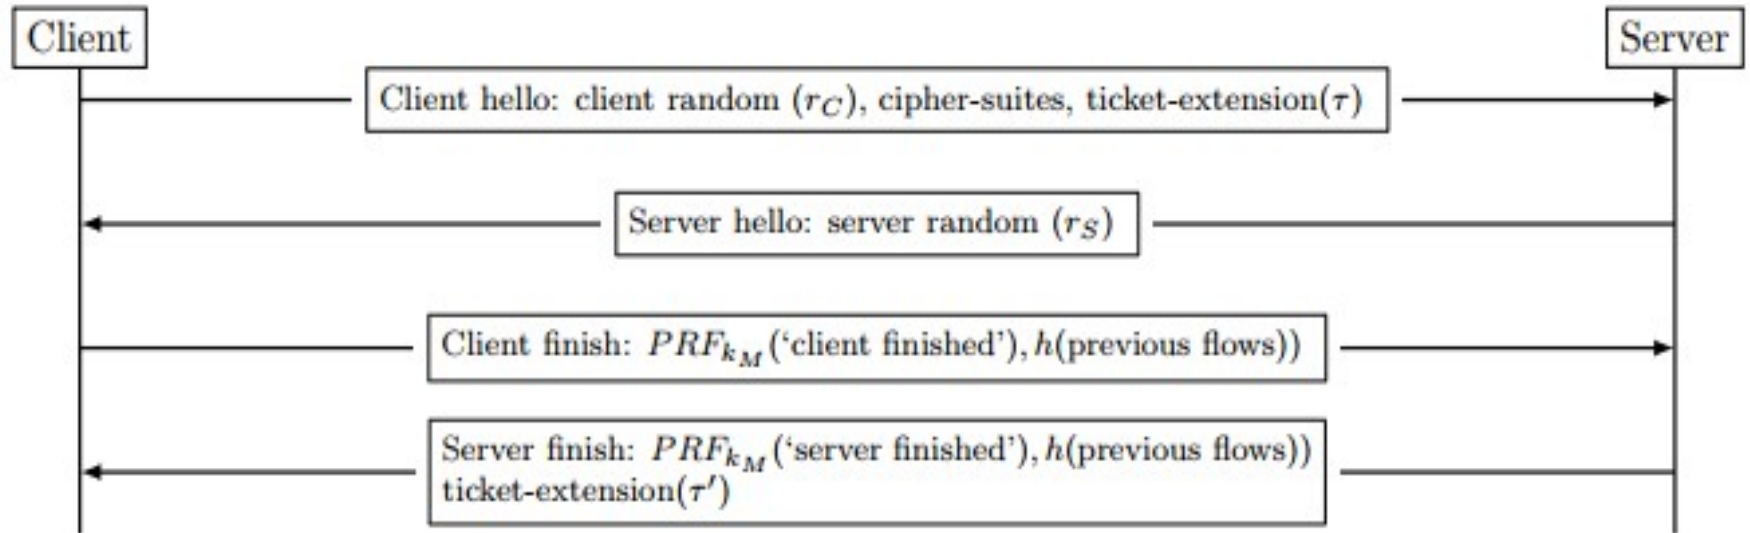 Client
Server
Client hello: client random (r_C), cipher-suites, ticket-extension(τ)
Server hello: server random (r_S)
Client finish: PRF_{k_M}(‘client finished’), h(previous flows))
Server finish: PRF_{k_M}(‘server finished’), h(previous flows))
ticket-extension(τ′)